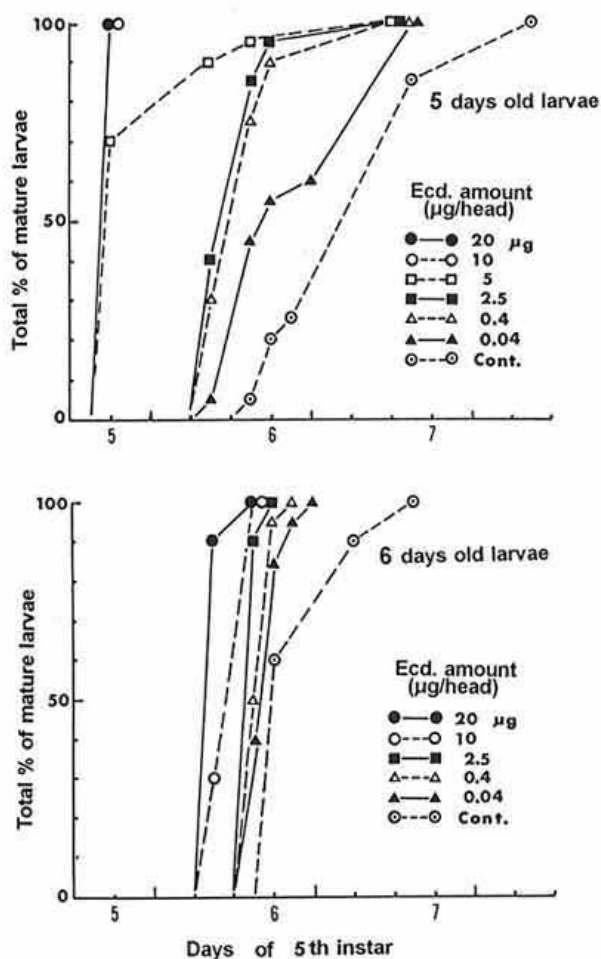 Total % of mature larvae
100
50
0
5
6
7
5 days old larvae
Ecd. amount
(µg/head)
20 µg
10
5
2.5
0.4
0.04
Cont.
Total % of mature larvae
100
50
0
5
6
7
6 days old larvae
Ecd. amount
(µg/head)
20 µg
10
2.5
0.4
0.04
Cont.
Days of 5th instar